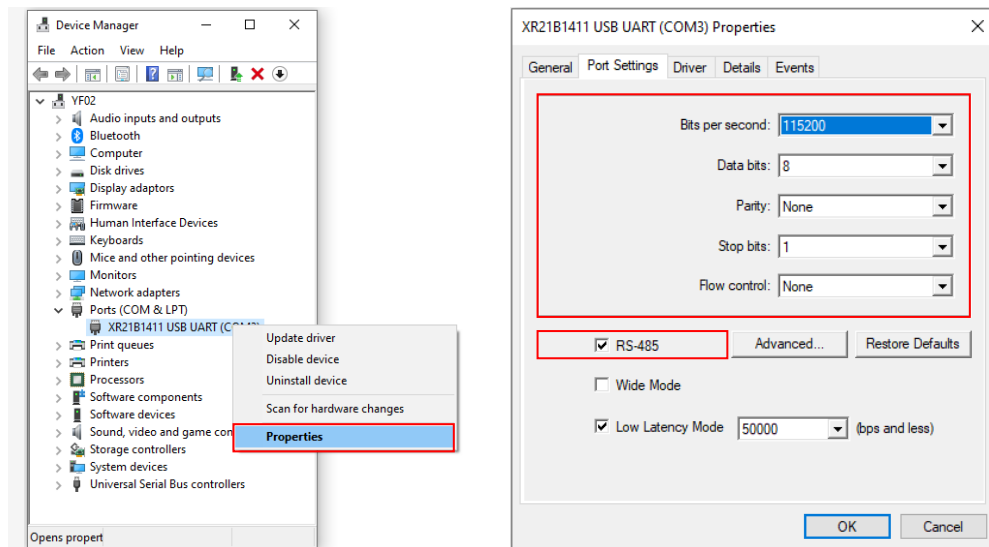 Device Manager
File Action View Help
YF02
Audio inputs and outputs
Bluetooth
Computer
Disk drives
Display adaptors
Firmware
Human Interface Devices
Keyboards
Mice and other pointing devices
Monitors
Network adapters
Ports (COM & LPT)
XR21B1411 USB UART
Print queues
Printers
Processors
Software components
Software devices
Sound, video and game
Storage controllers
System devices
Universal Serial Bus controllers
Opens
Update driver
Disable device
Uninstall device
Scan for hardware changes
Properties
XR21B1411 USB UART (COM3) Properties
General Port Settings Driver Details Events
Bits per second: 115200
Data bits: 8
Parity: None
Stop bits: 1
Flow control: None
RS-485 Advanced... Restore Defaults
Wide Mode
Low Latency Mode 50000 (bps and less)
OK Cancel